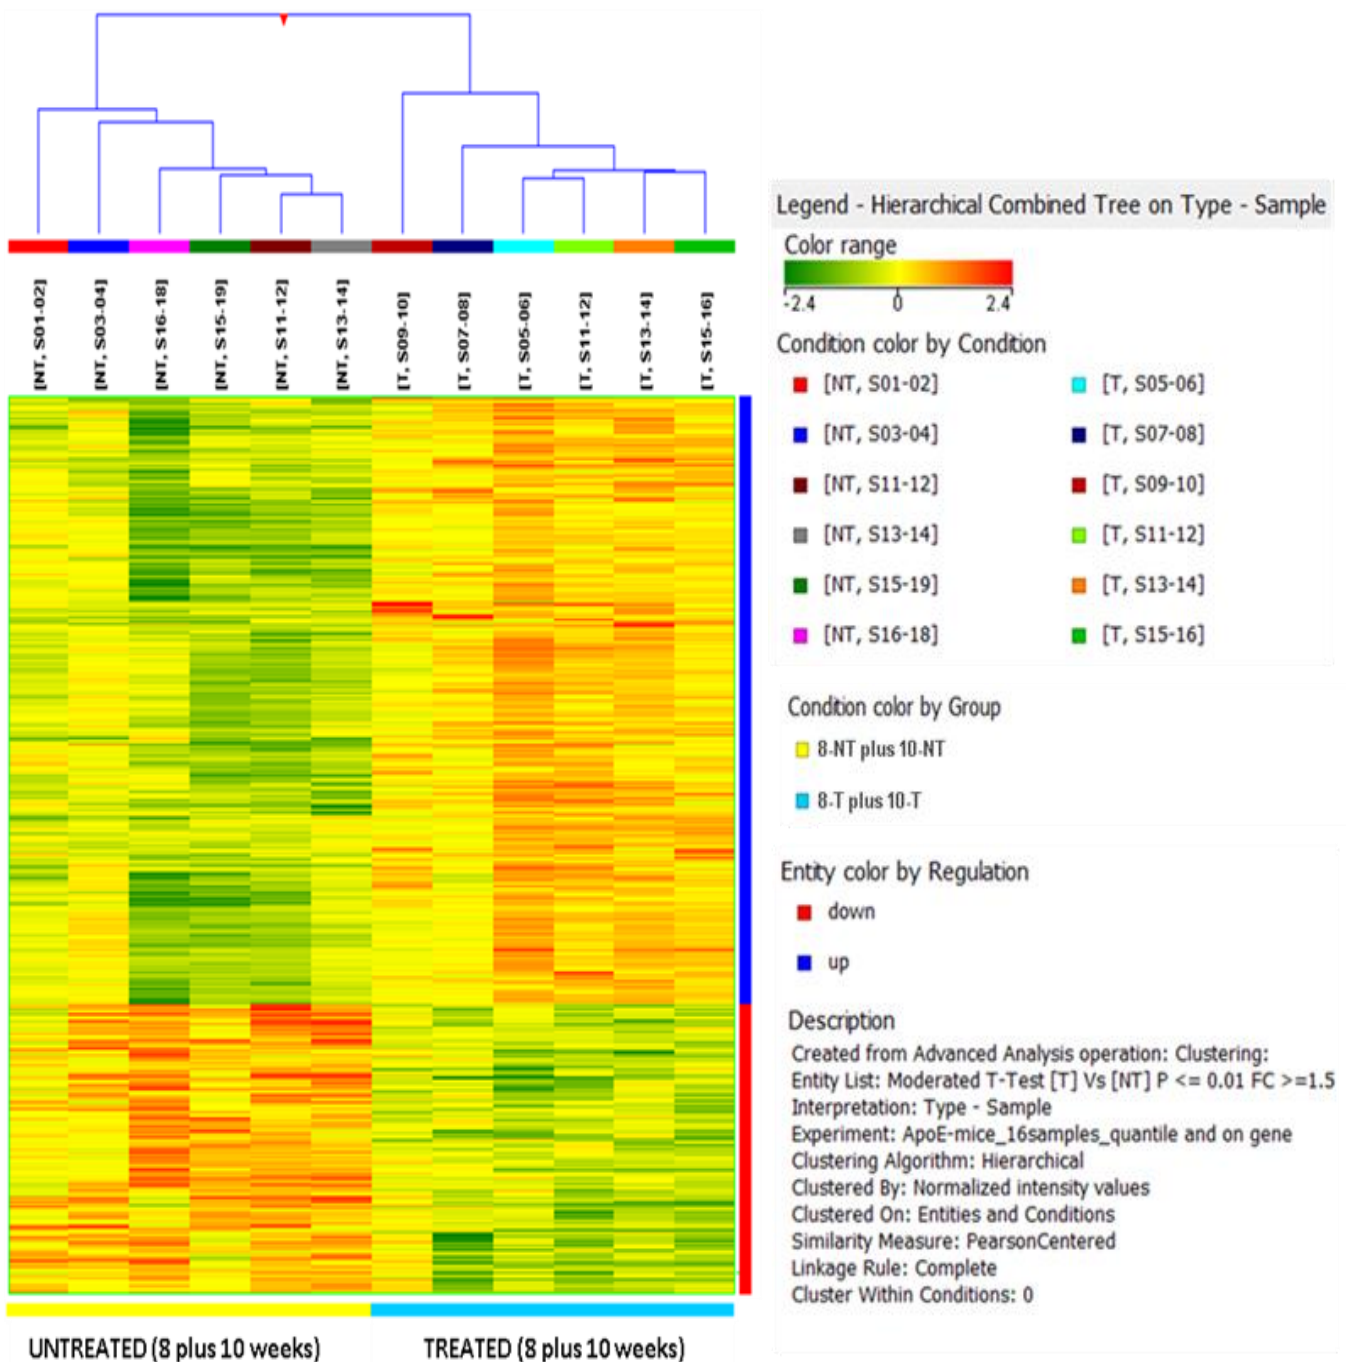 [NT, S01-02]
[NT, S03-04]
[NT, S16-18]
[NT, S15-19]
[NT, S11-12]
[NT, S13-14]
[T, S09-10]
[T, S07-08]
[T, S05-06]
[T, S11-12]
[T, S13-14]
[T, S15-16]
UNTREATED (8 plus 10 weeks)
TREATED (8 plus 10 weeks)
Legend - Hierarchical Combined Tree on Type - Sample
Color range
-2.4 0 2.4
Condition color by Condition
[NT, S01-02] [T, S05-06]
[NT, S03-04] [T, S07-08]
[NT, S11-12] [T, S09-10]
[NT, S13-14] [T, S11-12]
[NT, S15-19] [T, S13-14]
[NT, S16-18] [T, S15-16]
Condition color by Group
8-NT plus 10-NT
8-T plus 10-T
Entity color by Regulation
down
up
Description
Created from Advanced Analysis operation: Clustering:
Entity List: Moderated T-Test [T] Vs [NT] P <= 0.01 FC >=1.5
Interpretation: Type - Sample
Experiment: ApoE-mice_16samples_quantile and on gene
Clustering Algorithm: Hierarchical
Clustered By: Normalized intensity values
Clustered On: Entities and Conditions
Similarity Measure: PearsonCentered
Linkage Rule: Complete
Cluster Within Conditions: 0